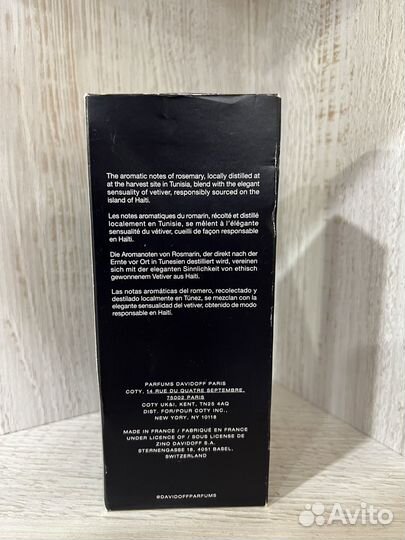 The aromatic notes of rosemary, locally distilled at
at the harvest site in Tunisia, blend with the elegant
sensuality of vetiver, responsibly sourced on the
island of Haïti.
Les notes aromatiques du romarin, récolté et distillé
localement en Tunisie, se mêlent à l'élégante
sensualité du vétiver, cueilli de façon responsable
en Haïti.
Die Aromanoten von Rosmarin, der direkt nach der
Ernte vor Ort in Tunesien destilliert wird, vereinen
sich mit der eleganten Sinnlichkeit von ethisch
gewonnenem Vetiver aus Haiti.
Las notas aromáticas del romero, recolectado y
destilado localmente en Túnez, se mezclan con la
elegante sensualidad del vetiver, obtenido de modo
responsable en Haití.
PARFUMS DAVIDOFF PARIS
COTY, 14 RUE DU QUATRE SEPTEMBRE,
75002 PARIS
COTY UK&I, KENT, TN25 4AQ
DIST. FOR/POUR COTY INC.,
NEW YORK, NY 10118
MADE IN FRANCE / FABRIQUÉ EN FRANCE
UNDER LICENCE OF / SOUS LICENSE DE
ZINO DAVIDOFF S.A.
STERNENGASSE 18, 4051 BASEL,
SWITZERLAND
@DAVIDOFFPARFUMS
Avito